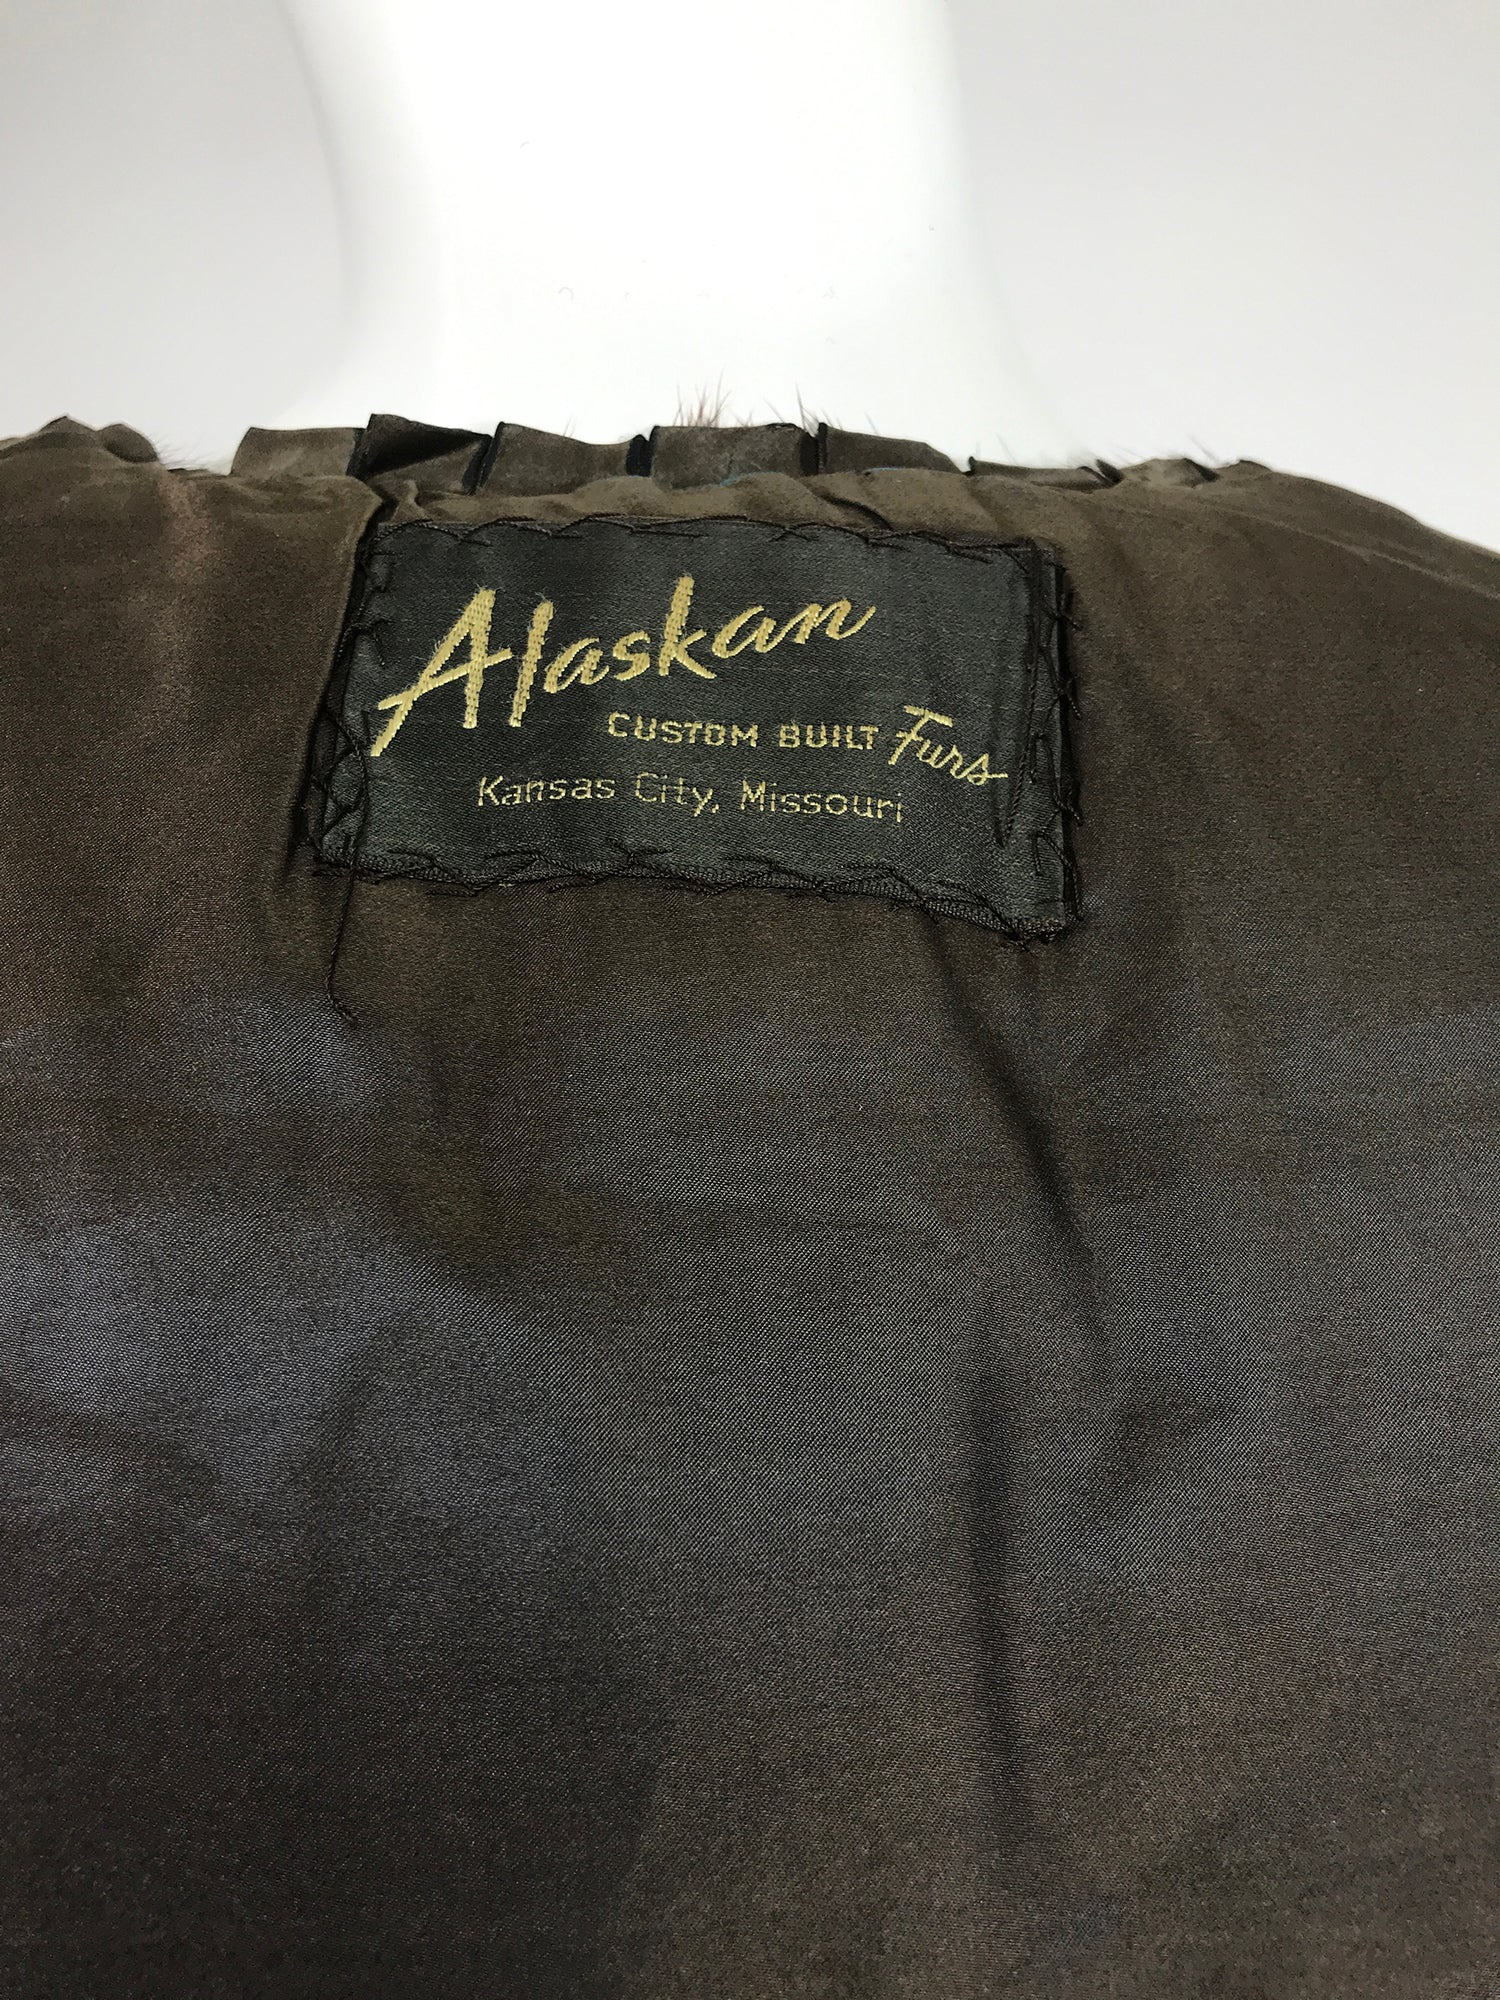 Alaskan
CUSTOM BUILT Furs
Kansas City, Missouri